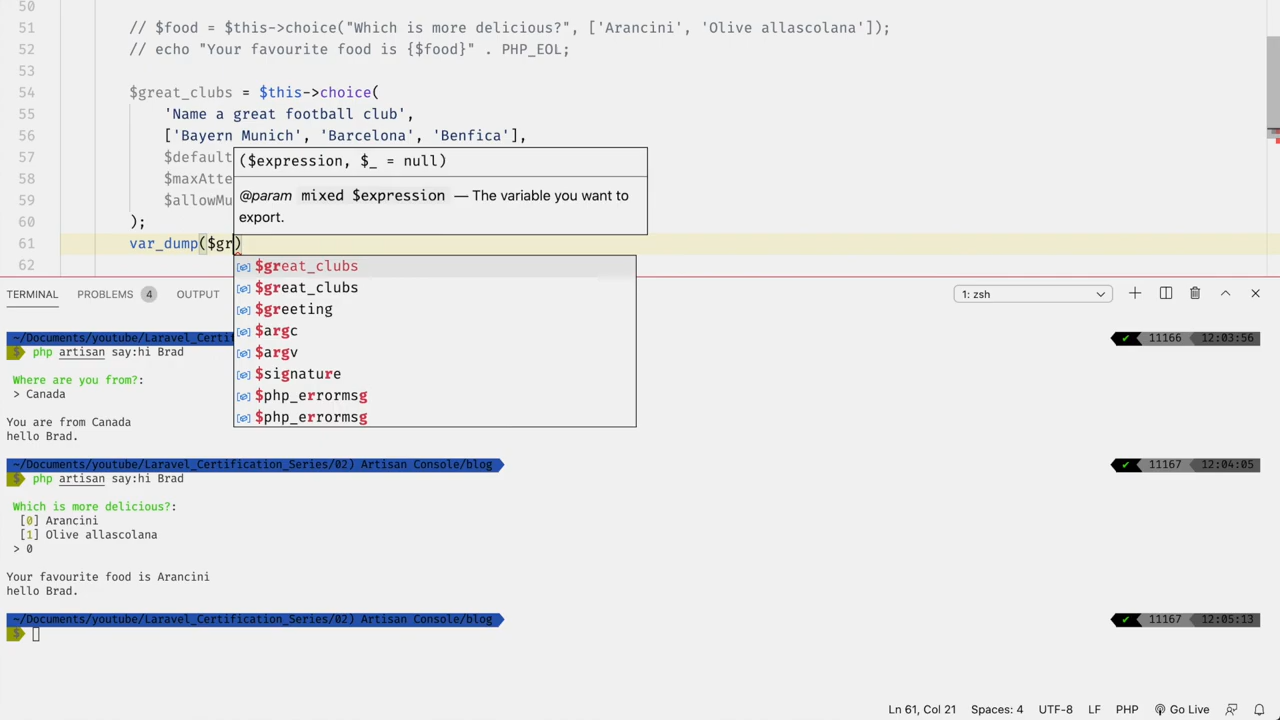 50
51 // $food = $this->choice("Which is more delicious?", ['Arancini', 'Olive allascolana']);
52 // echo "Your favourite food is {$food}" . PHP_EOL;
53
54 $great_clubs = $this->choice(
55 'Name a great football club',
56 ['Bayern Munich', 'Barcelona', 'Benfica'],
57 $default
58 $maxAtte
59 $allowMu
60 );
61 var_dump($gr)
62
($expression, $_ = null)
@param mixed $expression — The variable you want to
export.
$great_clubs
$great_clubs
$greeting
$argc
$argv
$signature
$php_errormsg
$php_errormsg
TERMINAL PROBLEMS 4 OUTPUT 1: zsh
~/Documents/youtube/Laravel_Certif 11166 12:03:56
$ php artisan say:hi Brad
Where are you from?:
> Canada
You are from Canada
hello Brad.
~/Documents/youtube/Laravel_Certification_Series/02) Artisan Console/blog 11167 12:04:05
$ php artisan say:hi Brad
Which is more delicious?:
[0] Arancini
[1] Olive allascolana
> 0
Your favourite food is Arancini
hello Brad.
~/Documents/youtube/Laravel_Certification_Series/02) Artisan Console/blog 11167 12:05:13
$
Ln 61, Col 21 Spaces: 4 UTF-8 LF PHP Go Live